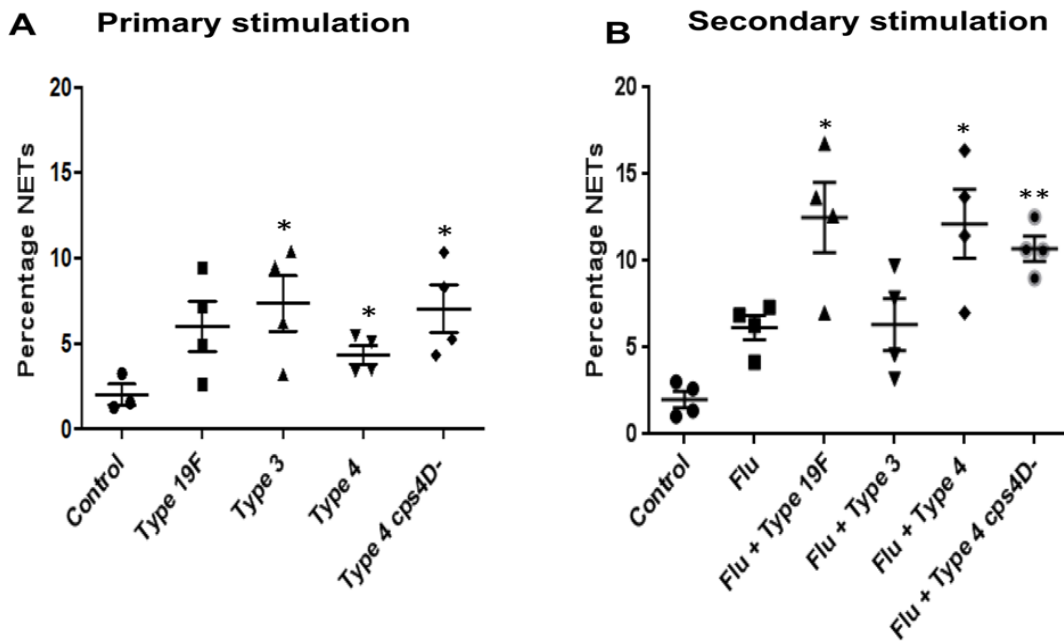 A Primary stimulation
Percentage NETs
20
15
10
5
0
*
*
*
Control
Type 19F
Type 3
Type 4
Type 4 cps4D-
B Secondary stimulation
Percentage NETs
20
15
10
5
0
*
*
**
Control
Flu
Flu + Type 19F
Flu + Type 3
Flu + Type 4
Flu + Type 4 cps4D-